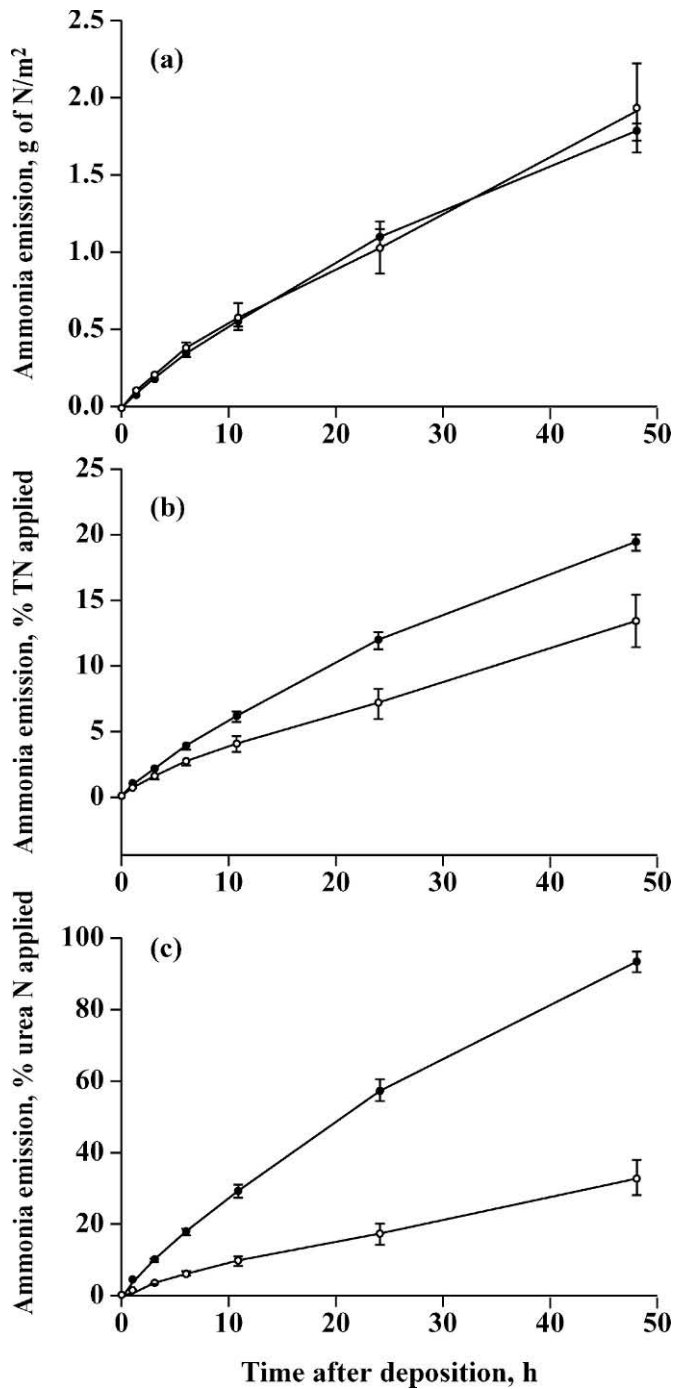 (a)
Ammonia emission, g of N/m²
2.5
2.0
1.5
1.0
0.5
0.0
0 10 20 30 40 50
(b)
Ammonia emission, % TN applied
25
20
15
10
5
0
0 10 20 30 40 50
(c)
Ammonia emission, % urea N applied
100
80
60
40
20
0
0 10 20 30 40 50
Time after deposition, h